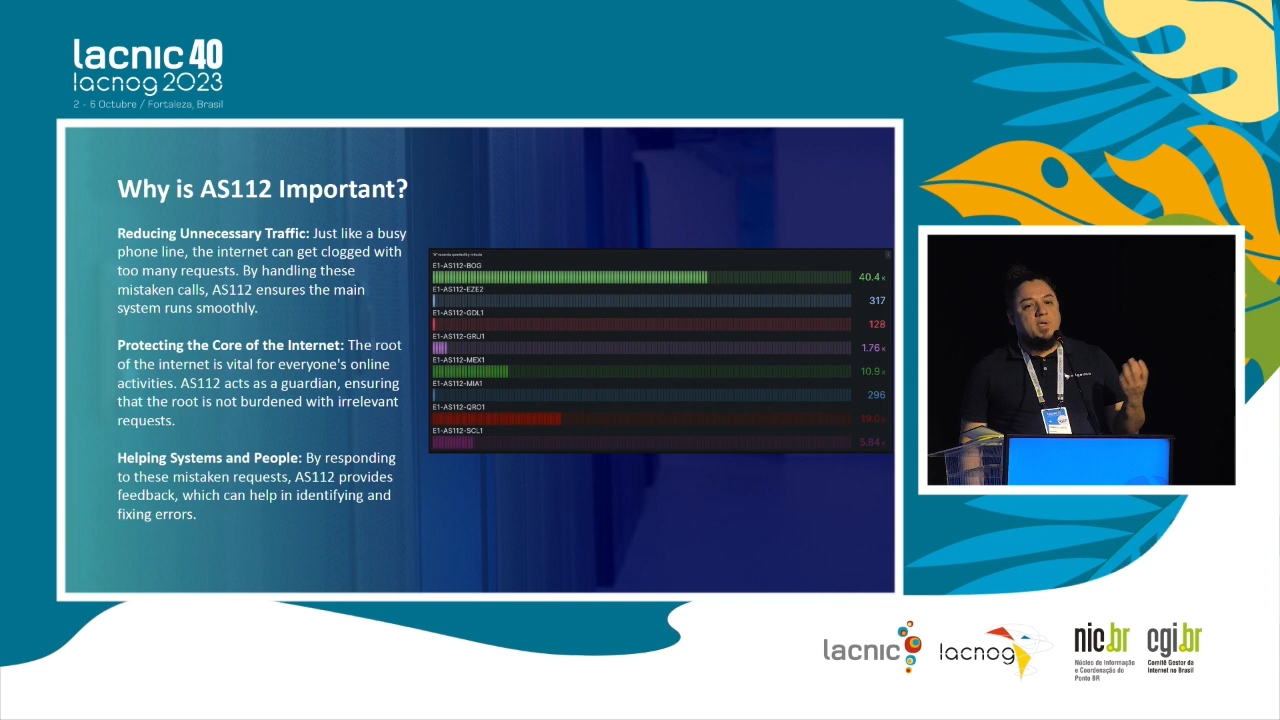 lacnic 40
lacnog 2023
2 - 6 Octubre / Fortaleza, Brasil
Why is AS112 Important?
Reducing Unnecessary Traffic: Just like a busy
phone line, the internet can get clogged with
too many requests. By handling these
mistaken calls, AS112 ensures the main
system runs smoothly.
Protecting the Core of the Internet: The root
of the internet is vital for everyone's online
activities. AS112 acts as a guardian, ensuring
that the root is not burdened with irrelevant
requests.
Helping Systems and People: By responding
to these mistaken requests, AS112 provides
feedback, which can help in identifying and
fixing errors.
E1-AS112-BOG
40.4 K
E1-AS112-EZE2
317
E1-AS112-GDL1
128
E1-AS112-GRU1
1.76 K
E1-AS112-MEX1
10.9 K
E1-AS112-MIA1
296
E1-AS112-QRO1
19.0 K
E1-AS112-SCL1
5.84 K
lacnic
lacnog
nic.br
Núcleo de Informação
e Coordenação do
Ponto BR
cgi.br
Comitê Gestor da
Internet no Brasil